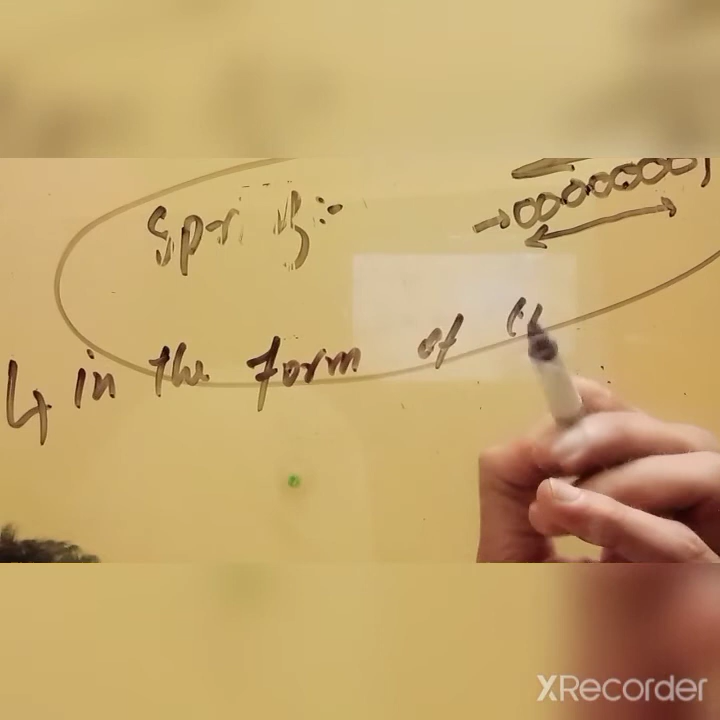 Spring:-
↳ in the form of
XRecorder